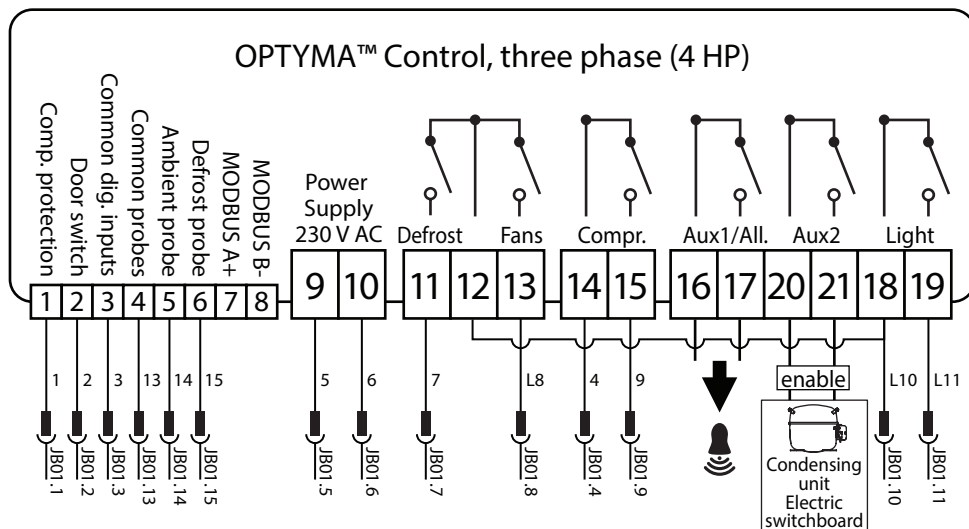 OPTYMA™ Control, three phase (4 HP)
Comp. protection
Door switch
Common dig. inputs
Common probes
Ambient probe
Defrost probe
MODBUS A+
MODBUS B-
Power
Supply
230 V AC
Defrost
Fans
Compr.
Aux1/All.
Aux2
Light
1 2 3 4 5 6 7 8
9 10
11 12 13
14 15
16 17 20 21 18 19
1 2 3 13 14 15 5 6 7 L8 4 9
enable
L10 L11
JB01.1
JB01.2
JB01.3
JB01.13
JB01.14
JB01.15
JB01.5
JB01.6
JB01.7
JB01.8
JB01.4
JB01.9
Condensing
unit
Electric
switchboard
JB01.10
JB01.11